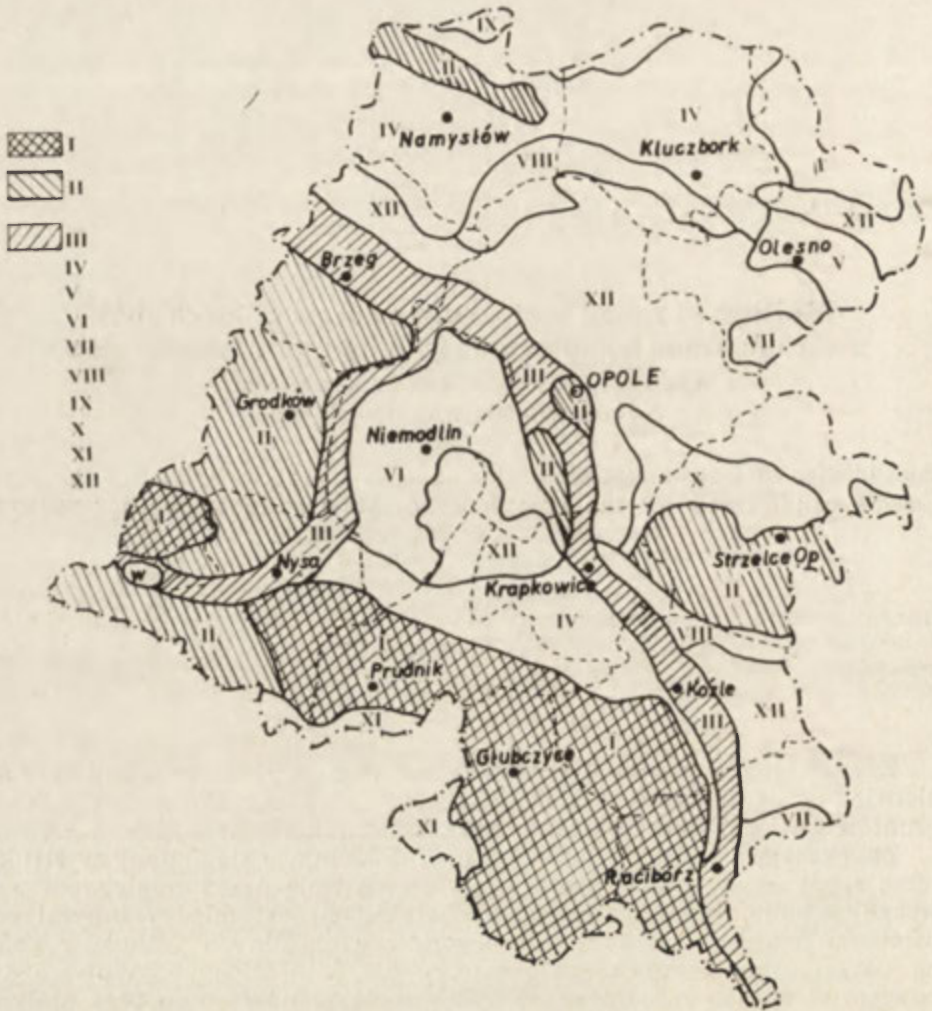 IX
II
IV
Namysłów
IV
Kluczbork
VIII
XII
XII
Olesno
V
I
II
III
IV
V
VI
VII
VIII
IX
X
XI
XII
Brzeg
XII
VII
III
OPOLE
II
Grodków
II
Niemodlin
VI
II
X
I
III
XII
Strzelce Op
II
W
Nysa
Krapkowice
II
IV
VIII
Prudnik
Koźle
XII
XI
III
I
Głubczyce
XI
VII
Racibórz